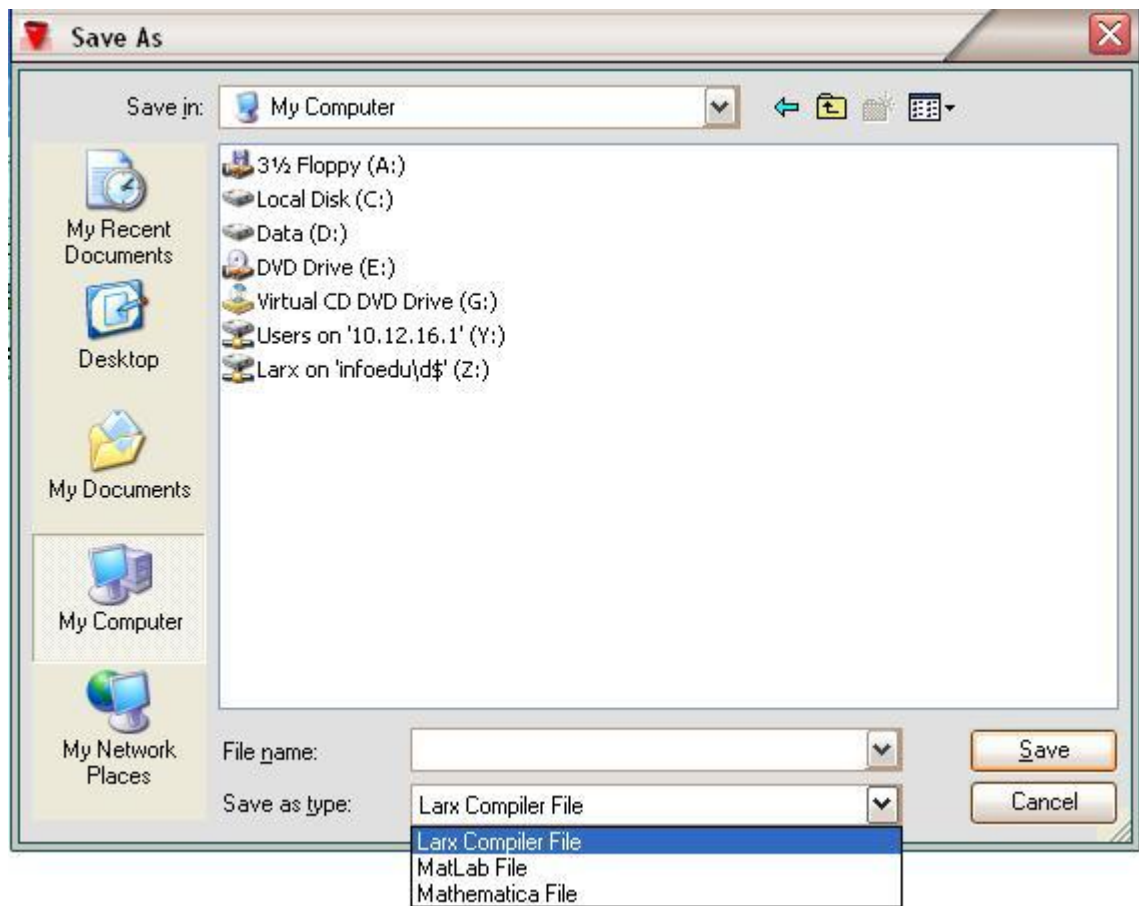 Save As
Save in: My Computer
3½ Floppy (A:)
Local Disk (C:)
Data (D:)
DVD Drive (E:)
Virtual CD DVD Drive (G:)
Users on '10.12.16.1' (Y:)
Larx on 'infoedu\d$' (Z:)
My Recent
Documents
Desktop
My Documents
My Computer
My Network
Places
File name:
Save
Save as type: Larx Compiler File
Cancel
Larx Compiler File
MatLab File
Mathematica File